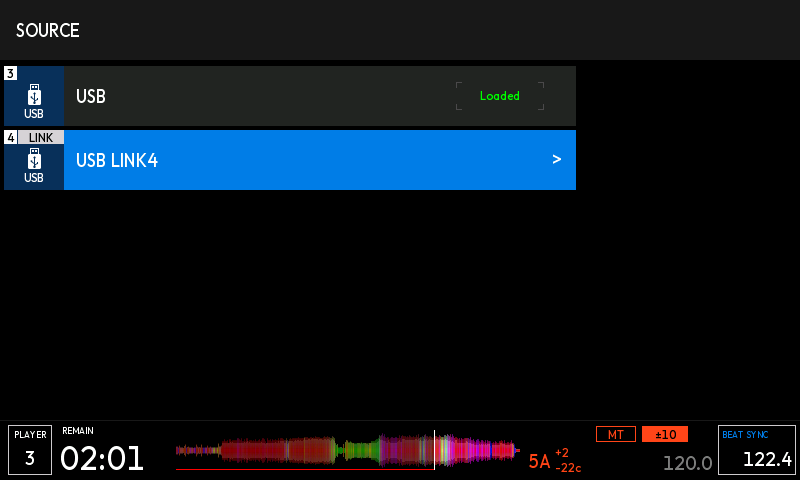 SOURCE
3
USB
USB
Loaded
4 LINK
USB
USB LINK4 >
PLAYER
3
REMAIN
02:01
5A +2
-22c
MT ±10
120.0
BEAT SYNC
122.4